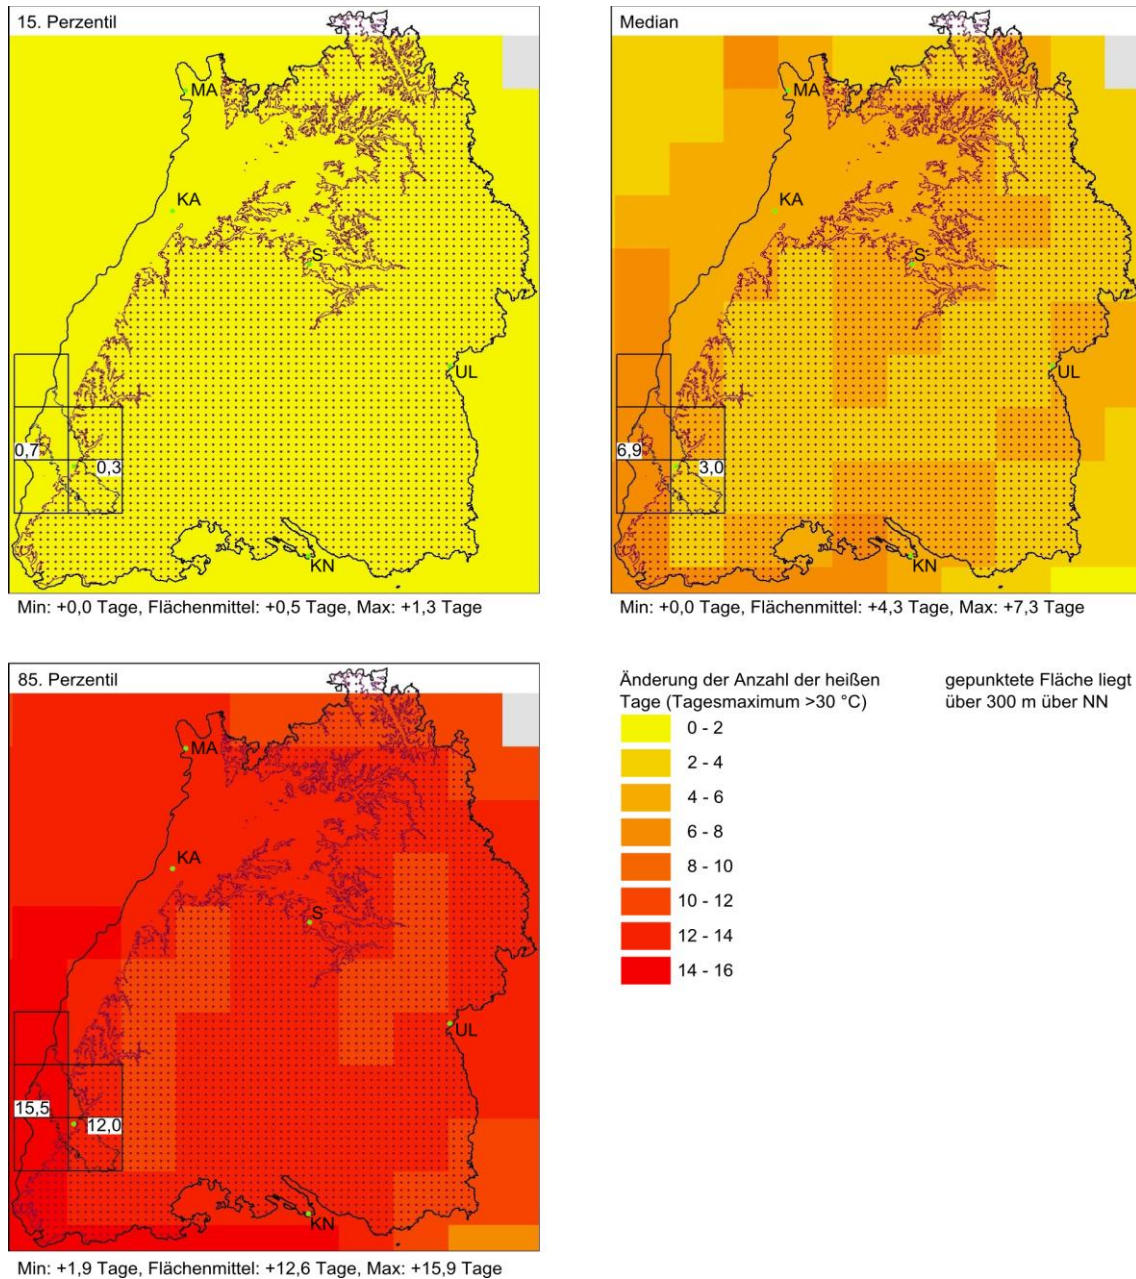 15. Perzentil
MA
KA
S
UL
0,7
0,3
KN
Min: +0,0 Tage, Flächenmittel: +0,5 Tage, Max: +1,3 Tage
Median
MA
KA
S
UL
6,9
3,0
KN
Min: +0,0 Tage, Flächenmittel: +4,3 Tage, Max: +7,3 Tage
85. Perzentil
MA
KA
S
UL
15,5
12,0
KN
Min: +1,9 Tage, Flächenmittel: +12,6 Tage, Max: +15,9 Tage
Änderung der Anzahl der heißen
Tage (Tagesmaximum >30 °C)
0 - 2
2 - 4
4 - 6
6 - 8
8 - 10
10 - 12
12 - 14
14 - 16
gepunktete Fläche liegt
über 300 m über NN